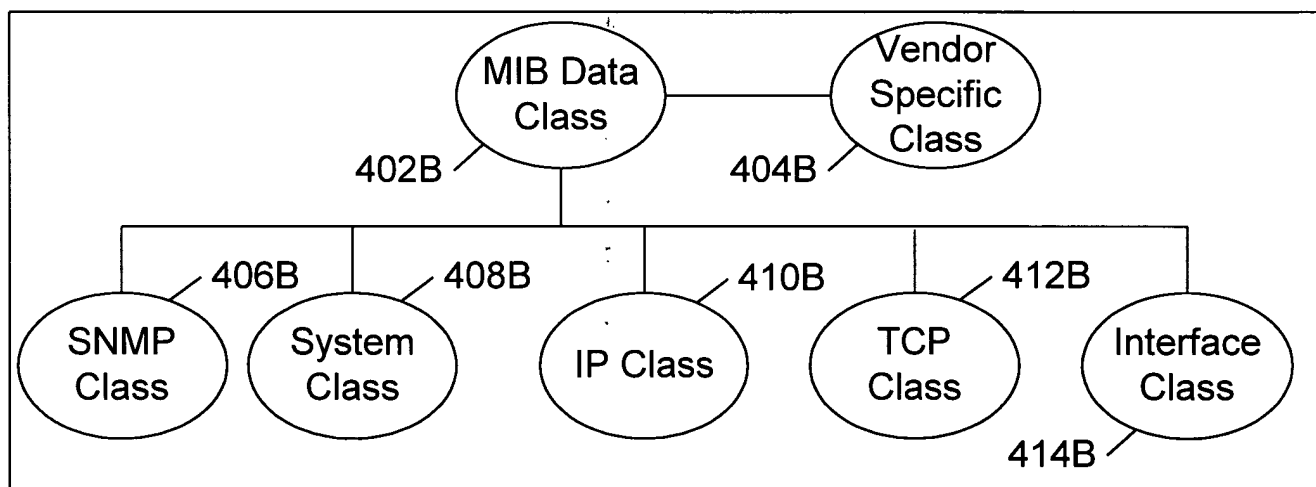 MIB Data
Class
402B
Vendor
Specific
Class
404B
SNMP
Class
406B
System
Class
408B
IP Class
410B
TCP
Class
412B
Interface
Class
414B